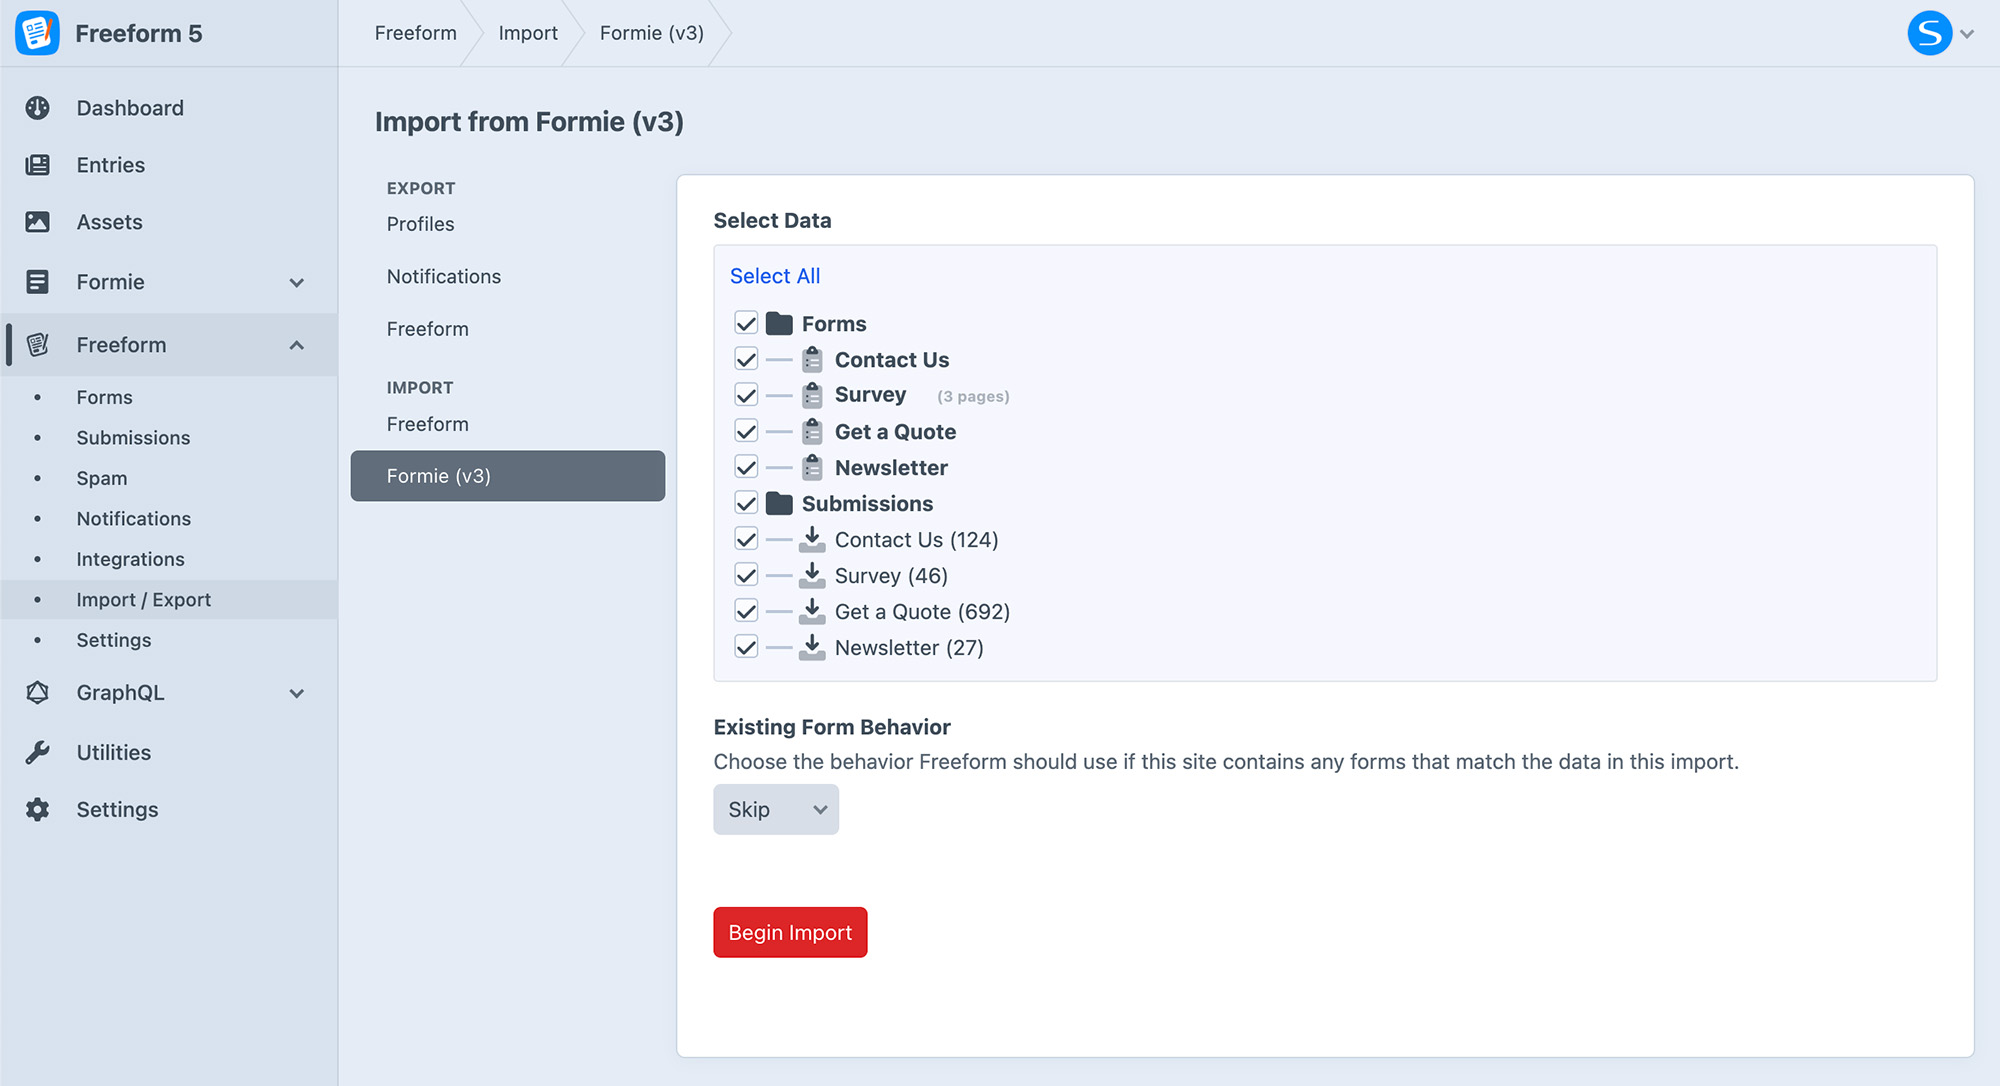 Freeform 5
Freeform
Import
Formie (v3)
S
Dashboard
Entries
Assets
Formie
Freeform
Forms
Submissions
Spam
Notifications
Integrations
Import / Export
Settings
GraphQL
Utilities
Settings
Import from Formie (v3)
EXPORT
Profiles
Notifications
Freeform
IMPORT
Freeform
Formie (v3)
Select Data
Select All
Forms
Contact Us
Survey (3 pages)
Get a Quote
Newsletter
Submissions
Contact Us (124)
Survey (46)
Get a Quote (692)
Newsletter (27)
Existing Form Behavior
Choose the behavior Freeform should use if this site contains any forms that match the data in this import.
Skip
Begin Import